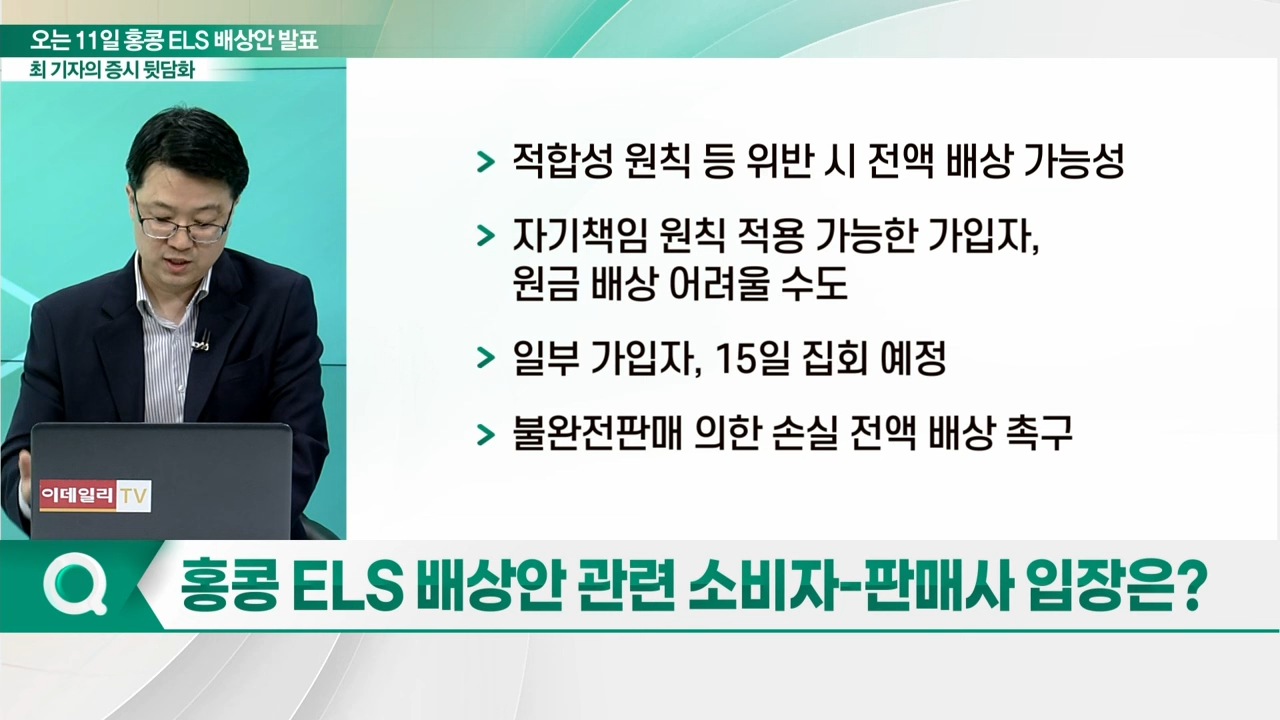 오는 11일 홍콩 ELS 배상안 발표
최 기자의 증시 뒷담화
> 적합성 원칙 등 위반 시 전액 배상 가능성
> 자기책임 원칙 적용 가능한 가입자,
원금 배상 어려울 수도
> 일부 가입자, 15일 집회 예정
> 불완전판매 의한 손실 전액 배상 촉구
이데일리 TV
Q 홍콩 ELS 배상안 관련 소비자-판매사 입장은?